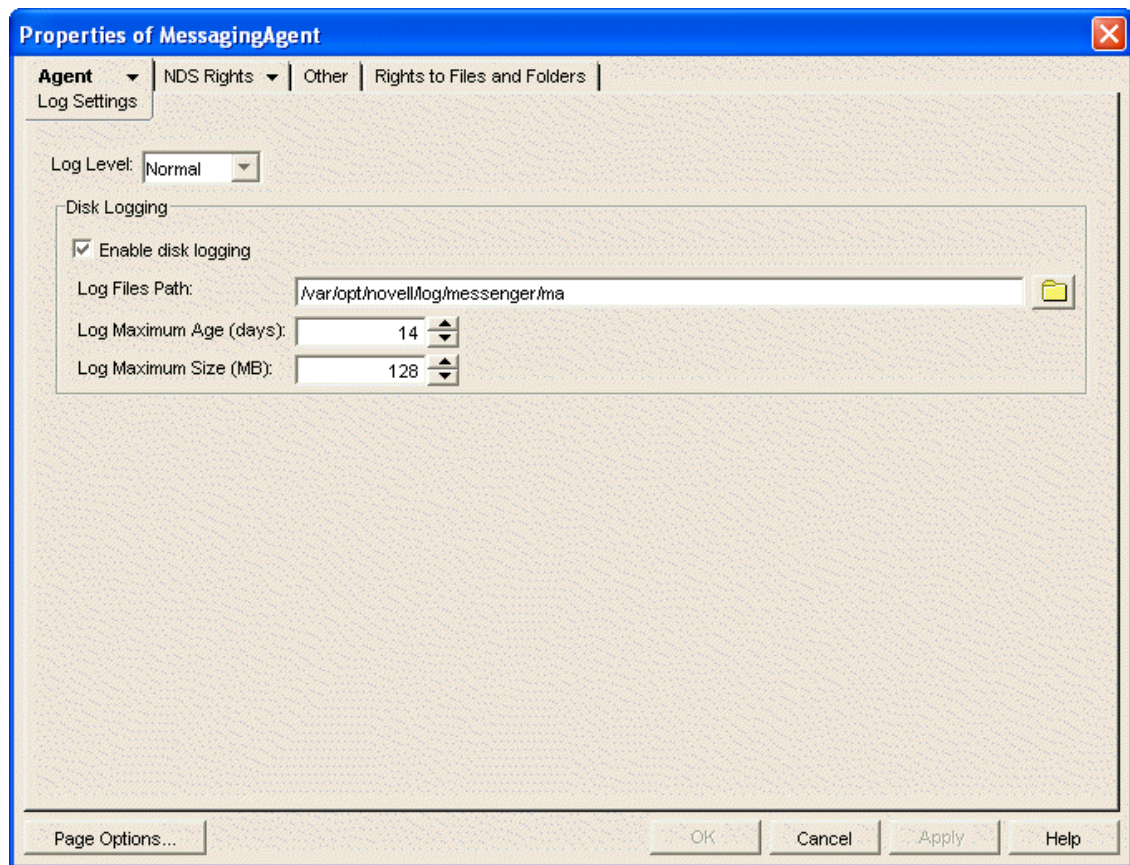 Properties of MessagingAgent
Agent NDS Rights Other Rights to Files and Folders
Log Settings
Log Level: Normal
Disk Logging
Enable disk logging
Log Files Path: /var/opt/novell/log/messenger/ma
Log Maximum Age (days): 14
Log Maximum Size (MB): 128
Page Options... OK Cancel Apply Help